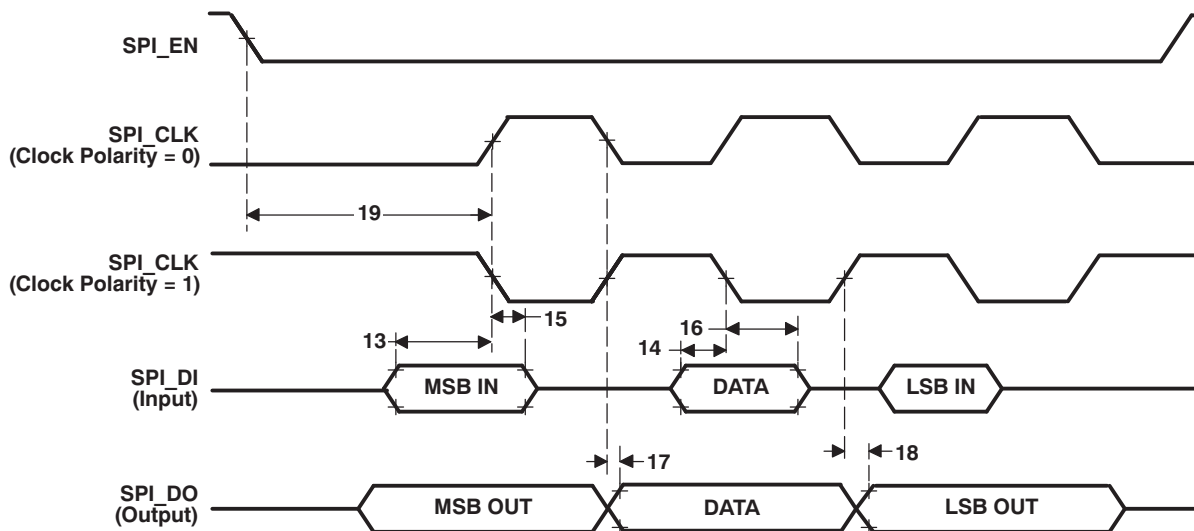 SPI_EN
SPI_CLK
(Clock Polarity = 0)
19
SPI_CLK
(Clock Polarity = 1)
15
16
13
14
SPI_DI
(Input)
MSB IN
DATA
LSB IN
17
18
SPI_DO
(Output)
MSB OUT
DATA
LSB OUT